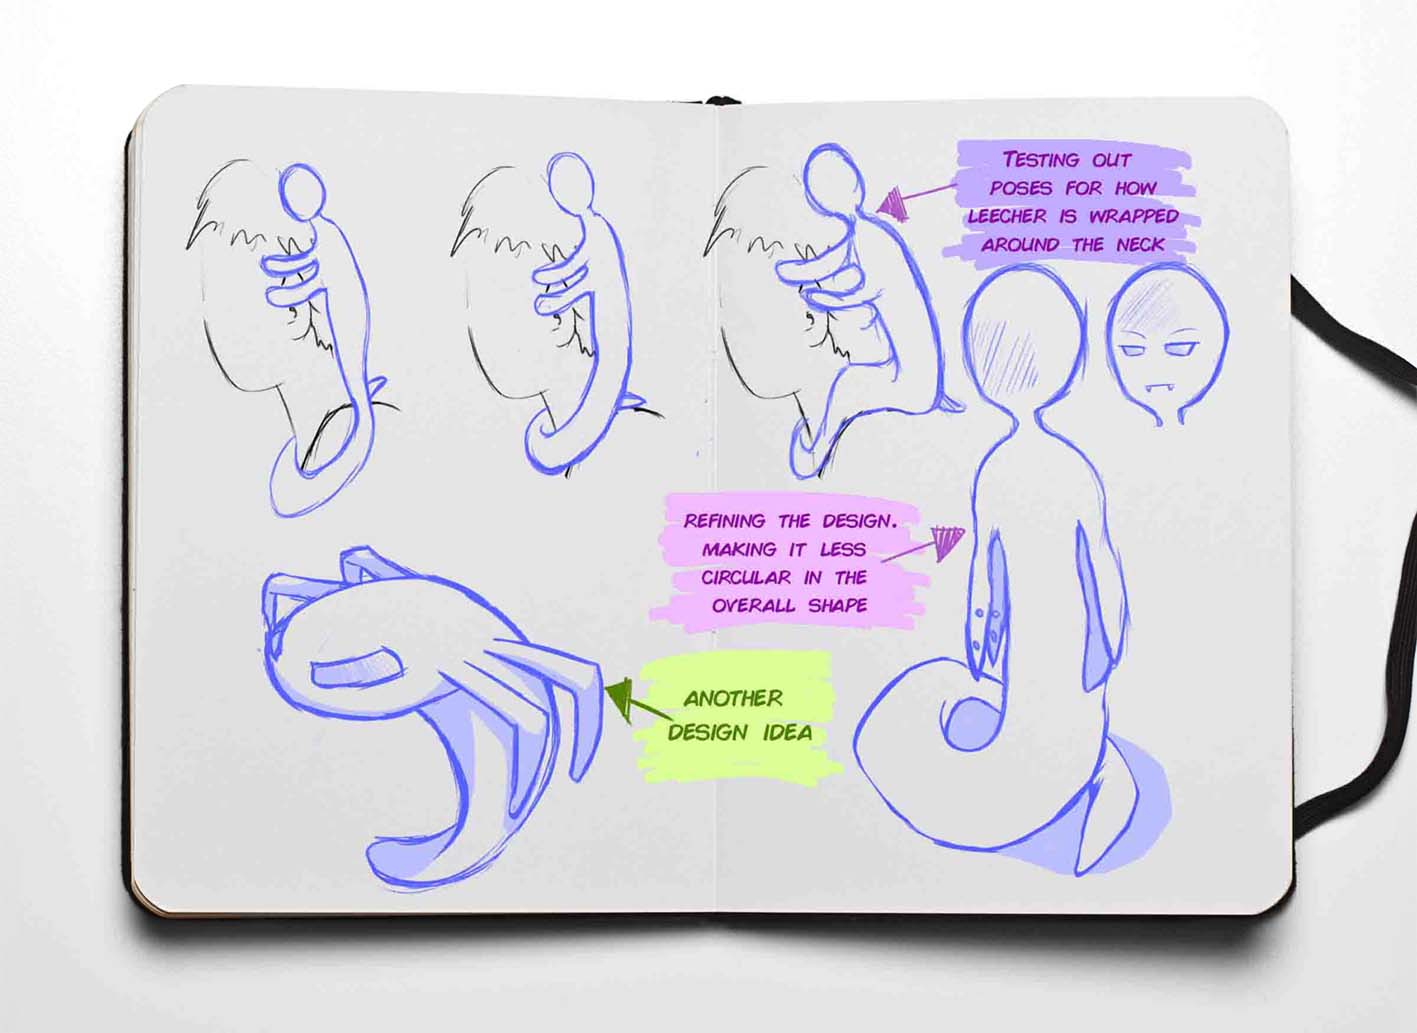 TESTING OUT
POSES FOR HOW
LEECHER IS WRAPPED
AROUND THE NECK
REFINING THE DESIGN.
MAKING IT LESS
CIRCULAR IN THE
OVERALL SHAPE
ANOTHER
DESIGN IDEA